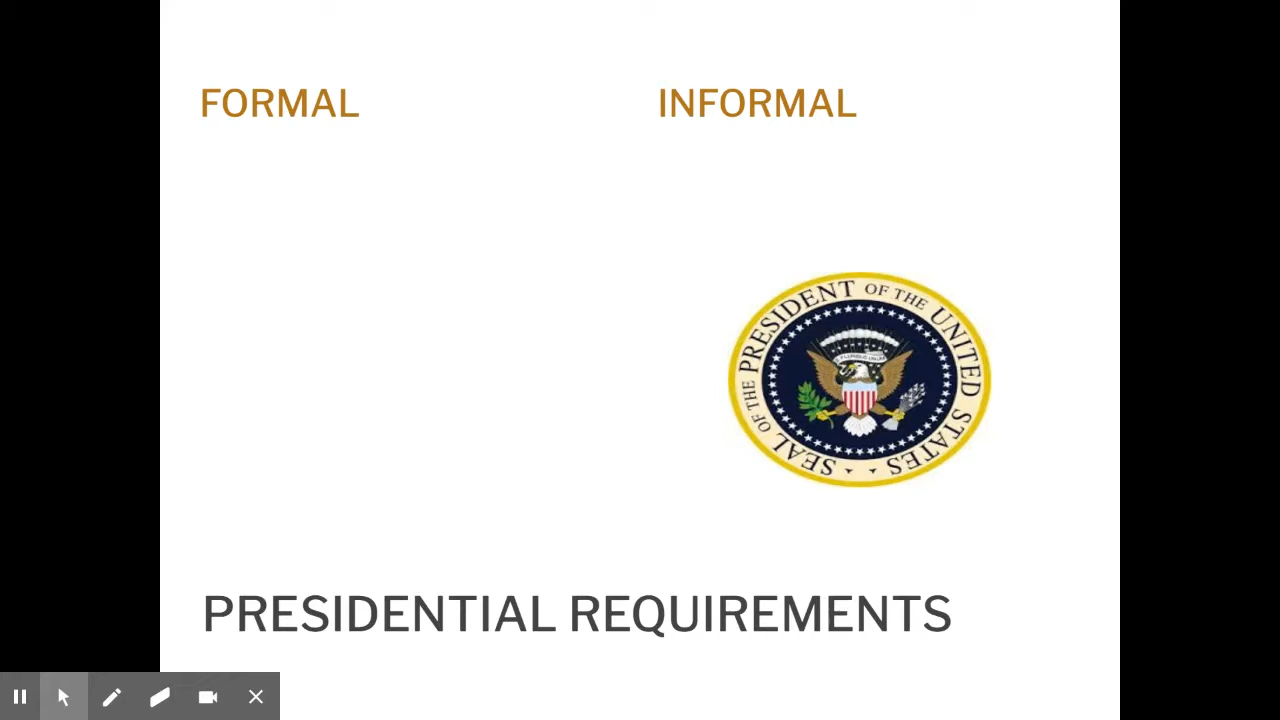 FORMAL
INFORMAL
SEAL OF THE PRESIDENT OF THE UNITED STATES
PRESIDENTIAL REQUIREMENTS